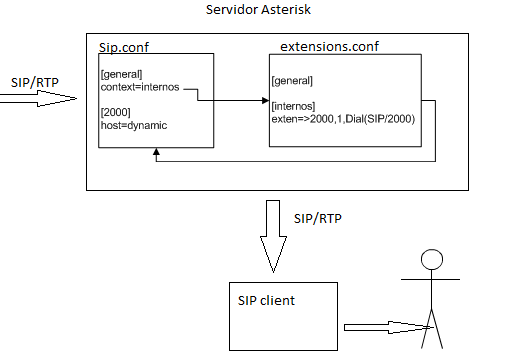 Servidor Asterisk
Sip.conf
[general]
context=internos
[2000]
host=dynamic
extensions.conf
[general]
[internos]
exten=>2000,1,Dial(SIP/2000)
SIP/RTP
SIP/RTP
SIP client